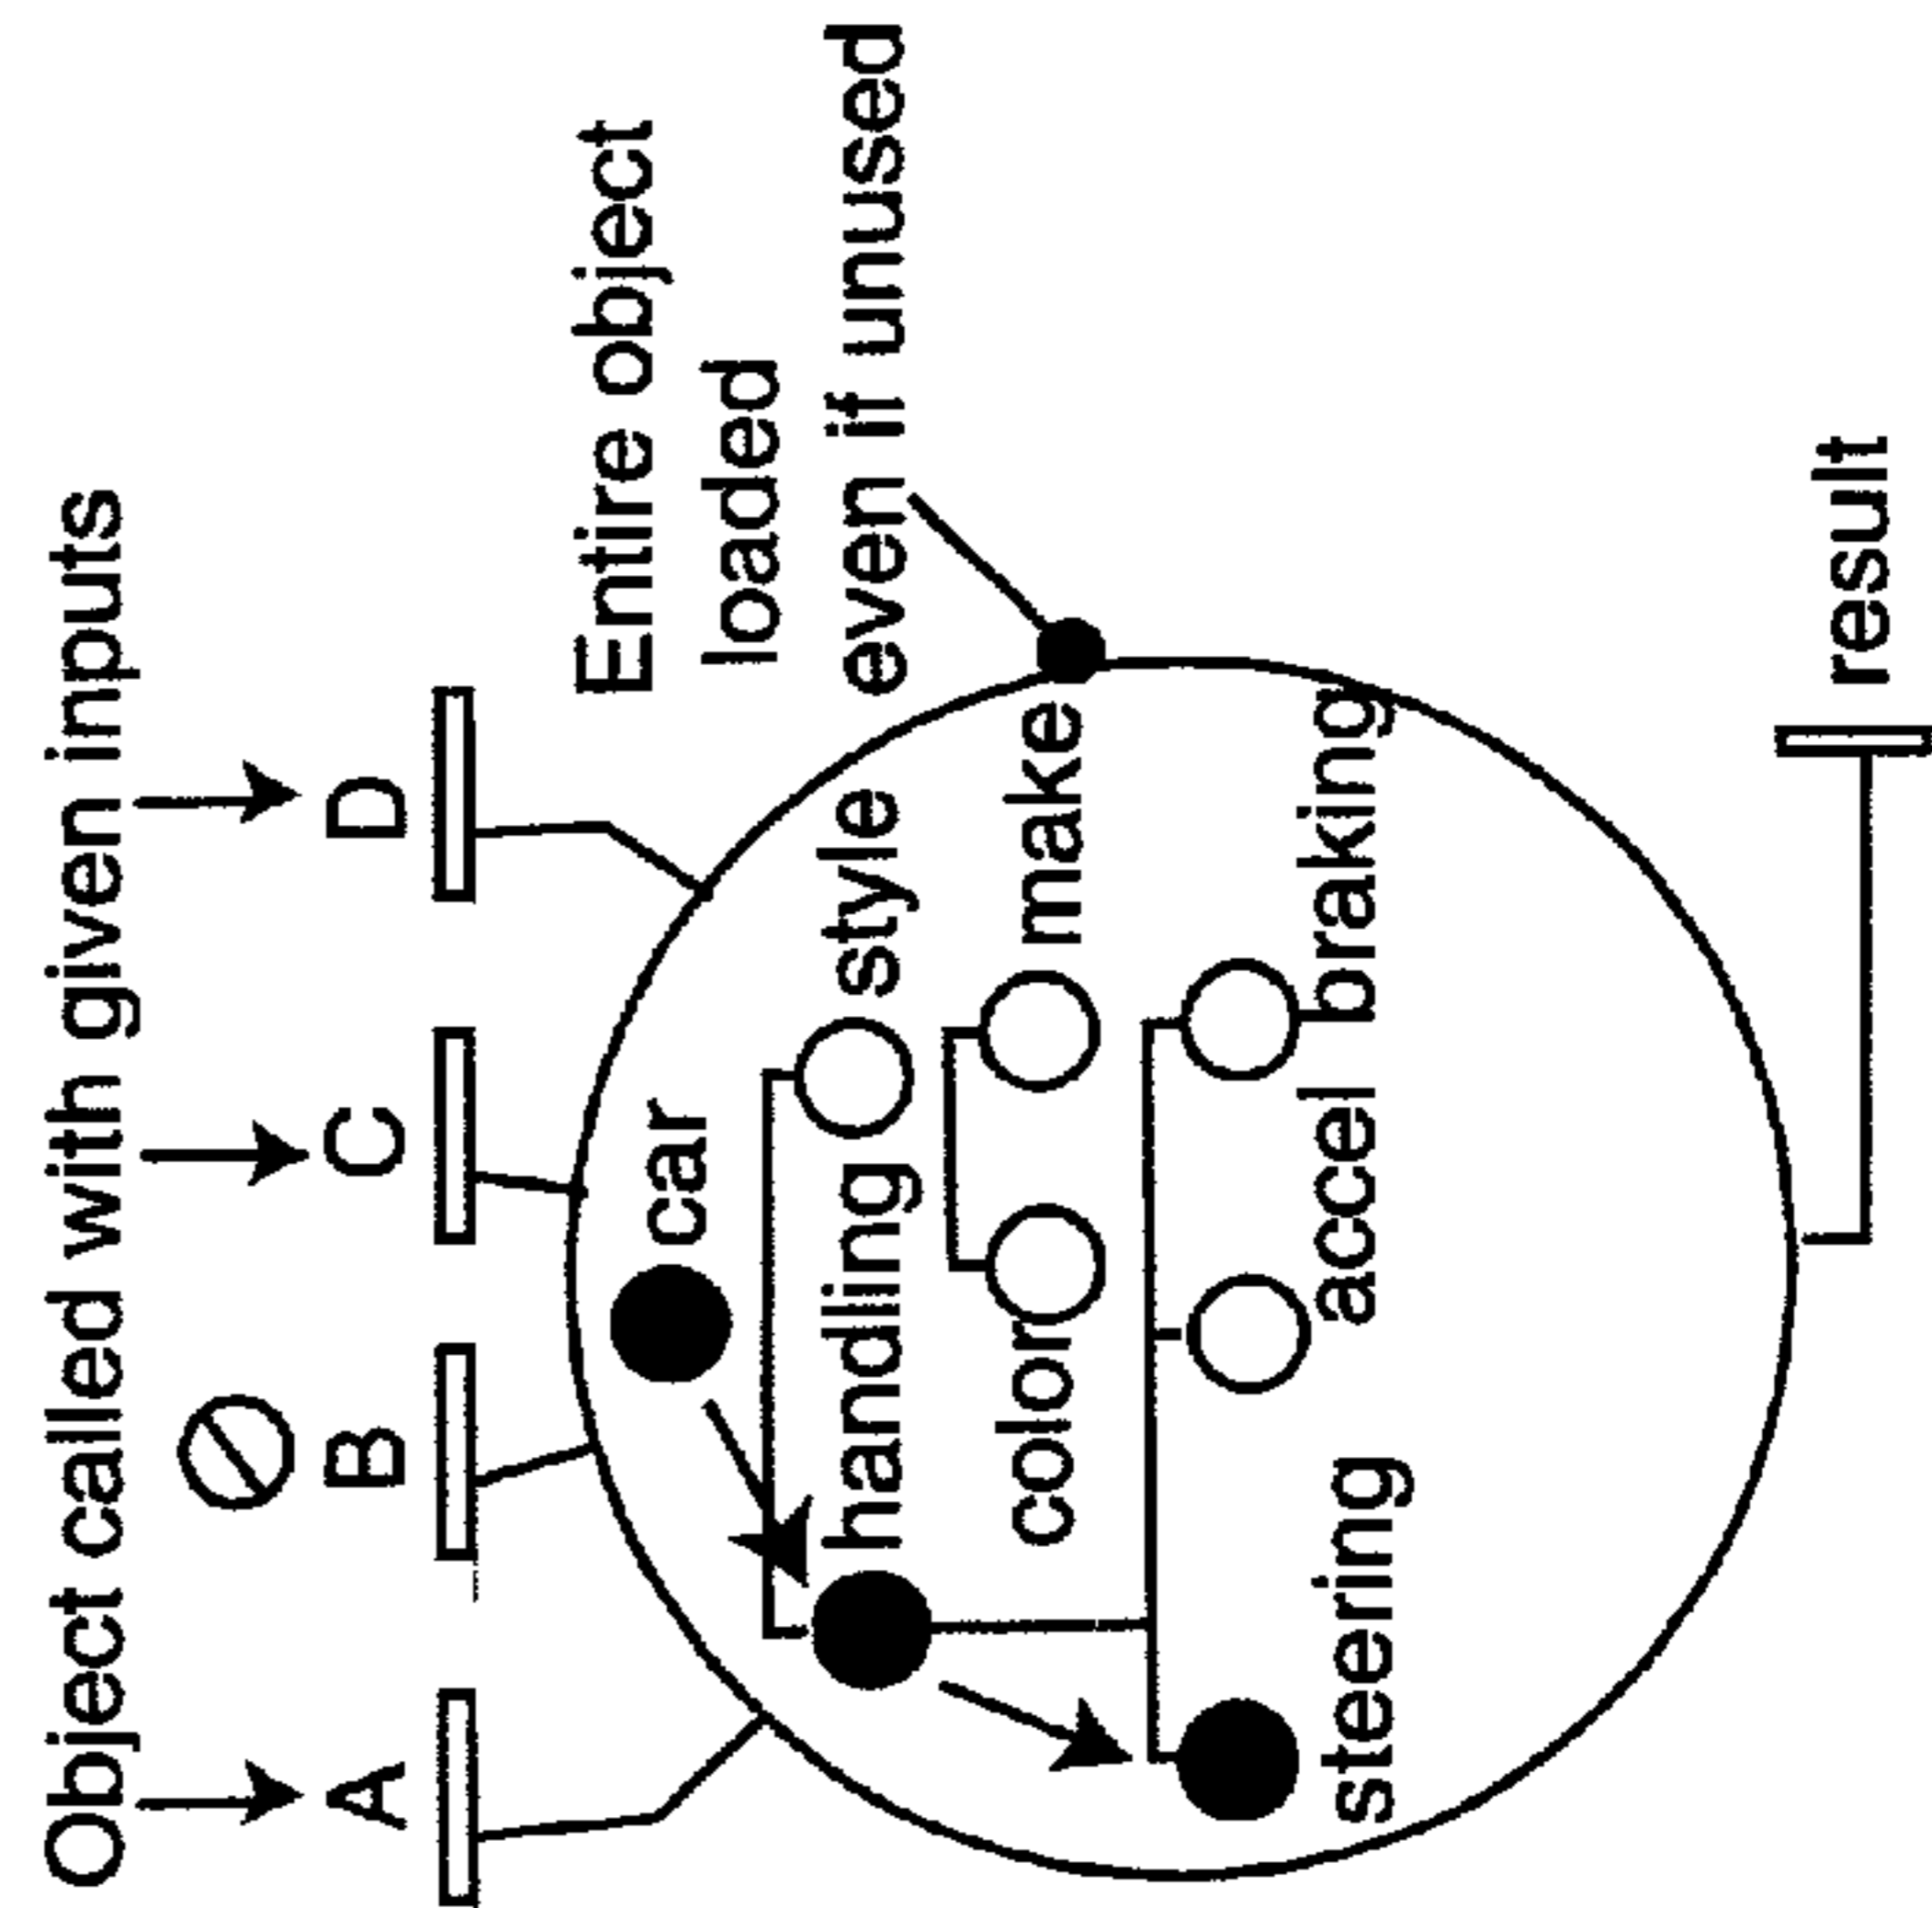 Object called with given inputs
A B C D
Entire object
loaded
even if unused
car
handling style
color make
steering accel braking
result